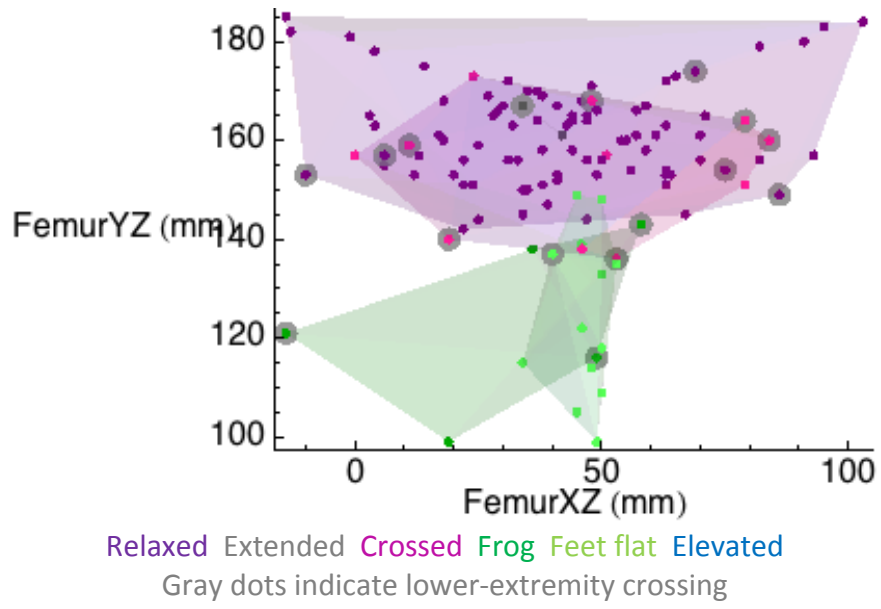 180
160
FemurYZ (mm)
140
120
100
0 50 100
FemurXZ (mm)
Relaxed Extended Crossed Frog Feet flat Elevated
Gray dots indicate lower-extremity crossing